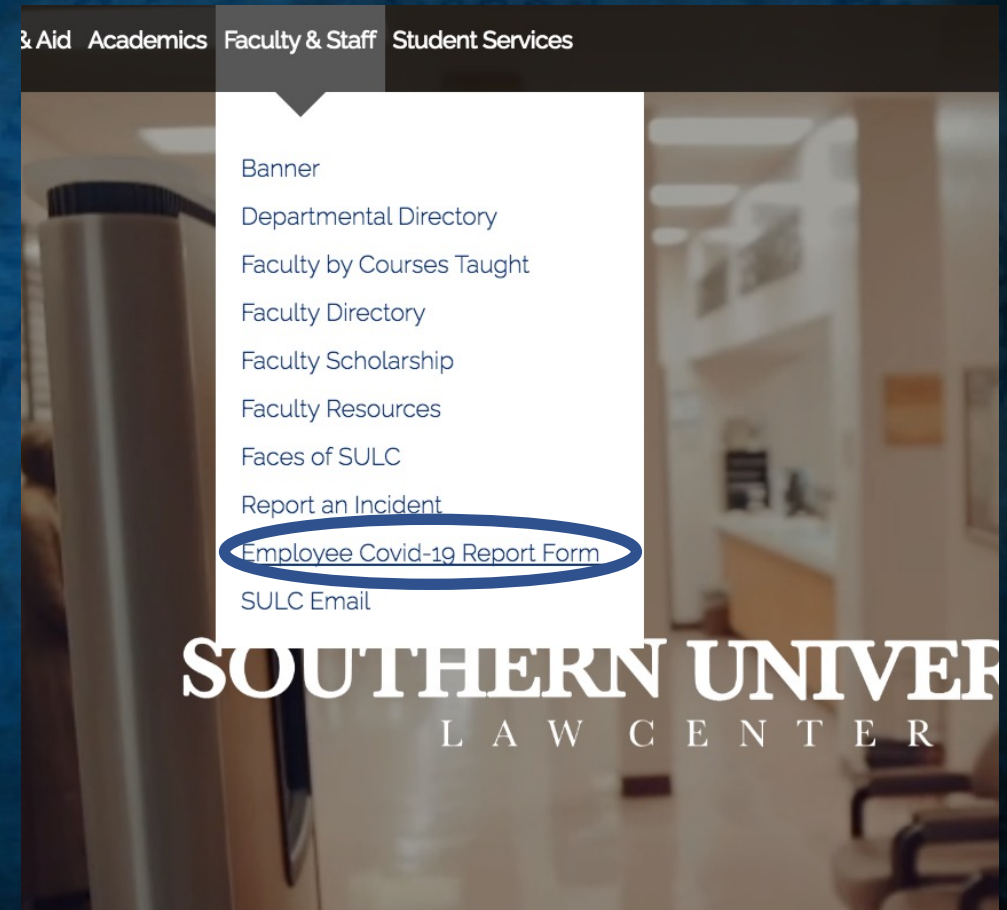 & Aid Academics Faculty & Staff Student Services
Banner
Departmental Directory
Faculty by Courses Taught
Faculty Directory
Faculty Scholarship
Faculty Resources
Faces of SULC
Report an Incident
Employee Covid-19 Report Form
SULC Email
SOUTHERN UNIVER
LAW CENTER